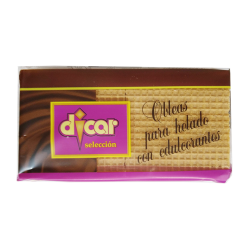 dicar
selección
Obleas
para helado
con edulcorantes